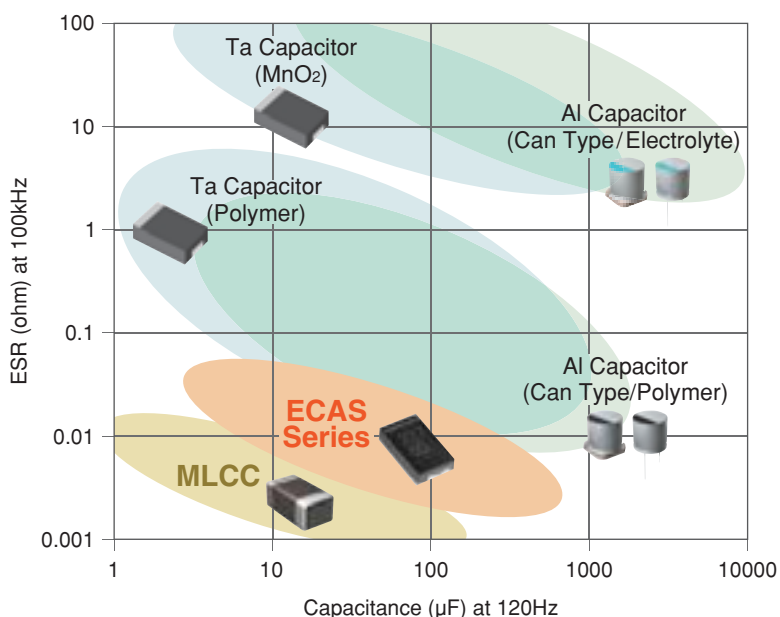 100
10
1
0.1
0.01
0.001
ESR (ohm) at 100kHz
Ta Capacitor
(MnO₂)
Al Capacitor
(Can Type/Electrolyte)
Ta Capacitor
(Polymer)
Al Capacitor
(Can Type/Polymer)
ECAS
Series
MLCC
1
10
100
1000
10000
Capacitance (µF) at 120Hz